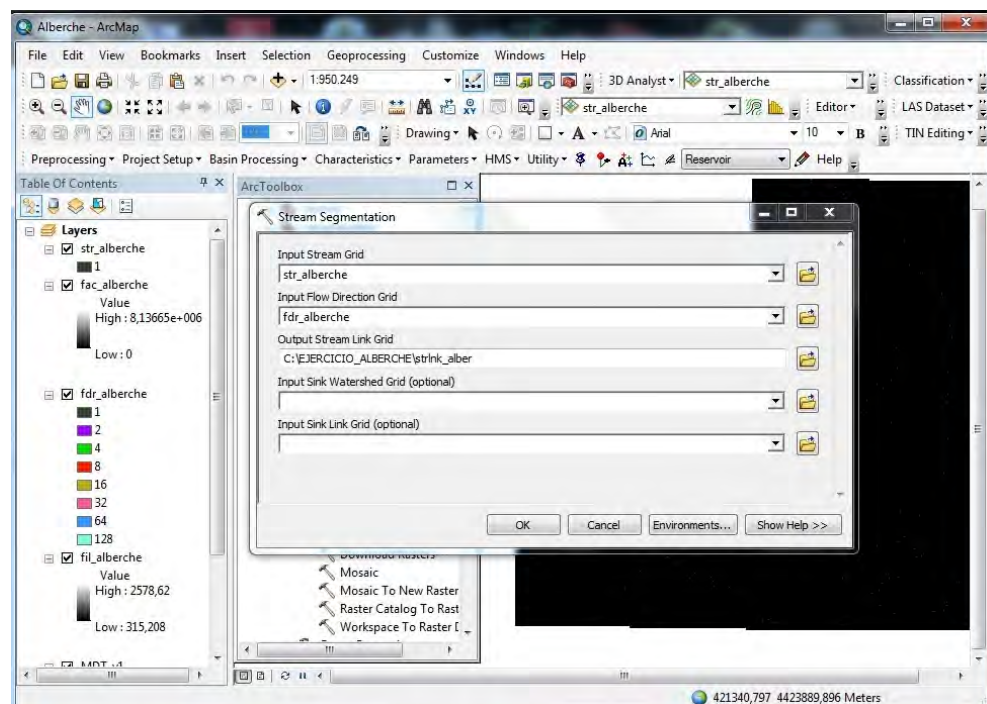 Alberche - ArcMap
File Edit View Bookmarks Insert Selection Geoprocessing Customize Windows Help
1:950.249
3D Analyst
str_alberche
Classification
str_alberche
Editor
LAS Dataset
Drawing
A
Arial
10
B
TIN Editing
Preprocessing Project Setup Basin Processing Characteristics Parameters HMS Utility
Reservoir
Help
Table Of Contents
Layers
str_alberche
1
fac_alberche
Value
High : 8,13665e+006
Low : 0
fdr_alberche
1
2
4
8
16
32
64
128
fil_alberche
Value
High : 2578,62
Low : 315,208
ArcToolbox
Stream Segmentation
Input Stream Grid
str_alberche
Input Flow Direction Grid
fdr_alberche
Output Stream Link Grid
C:\EJERCICIO_ALBERCHE\strlnk_alber
Input Sink Watershed Grid (optional)
Input Sink Link Grid (optional)
OK
Cancel
Environments...
Show Help >>
Mosaic
Mosaic To New Raster
Raster Catalog To Rast
Workspace To Raster
421340,797 4423889,896 Meters